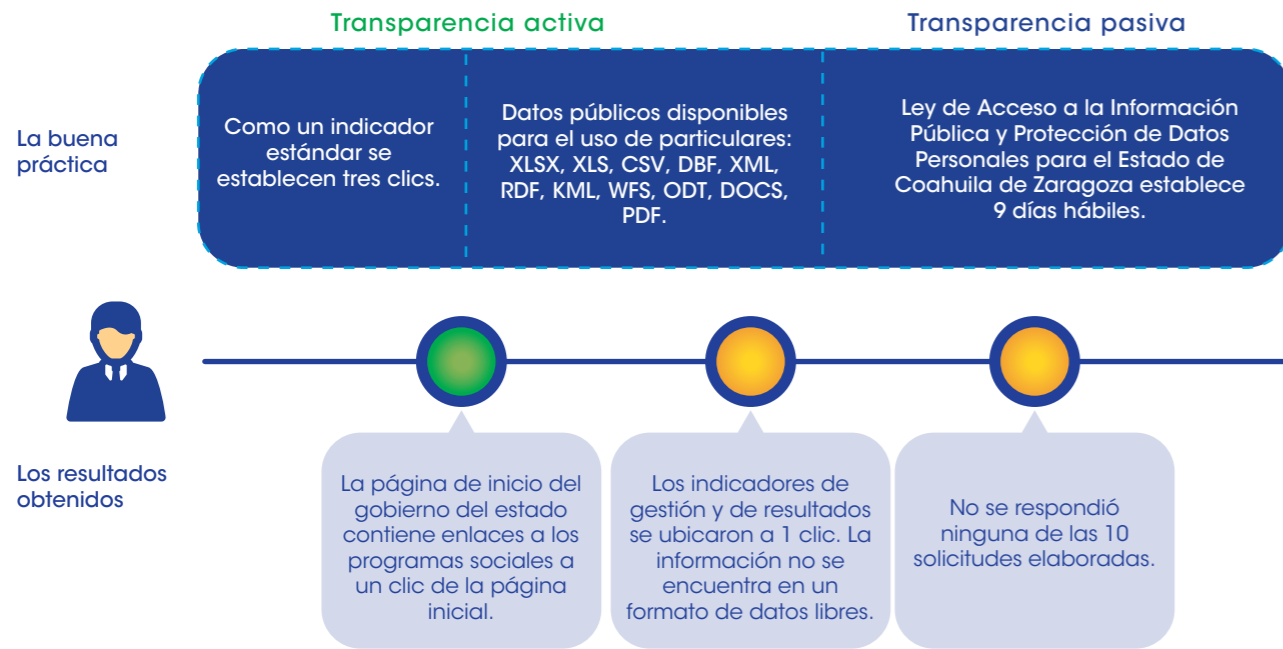 Transparencia activa
Transparencia pasiva
La buena
práctica
Como un indicador
estándar se
establecen tres clics.
Datos públicos disponibles
para el uso de particulares:
XLSX, XLS, CSV, DBF, XML,
RDF, KML, WFS, ODT, DOCS,
PDF.
Ley de Acceso a la Información
Pública y Protección de Datos
Personales para el Estado de
Coahuila de Zaragoza establece
9 días hábiles.
Los resultados
obtenidos
La página de inicio del
gobierno del estado
contiene enlaces a los
programas sociales a
un clic de la página
inicial.
Los indicadores de
gestión y de resultados
se ubicaron a 1 clic. La
información no se
encuentra en un
formato de datos libres.
No se respondió
ninguna de las 10
solicitudes elaboradas.